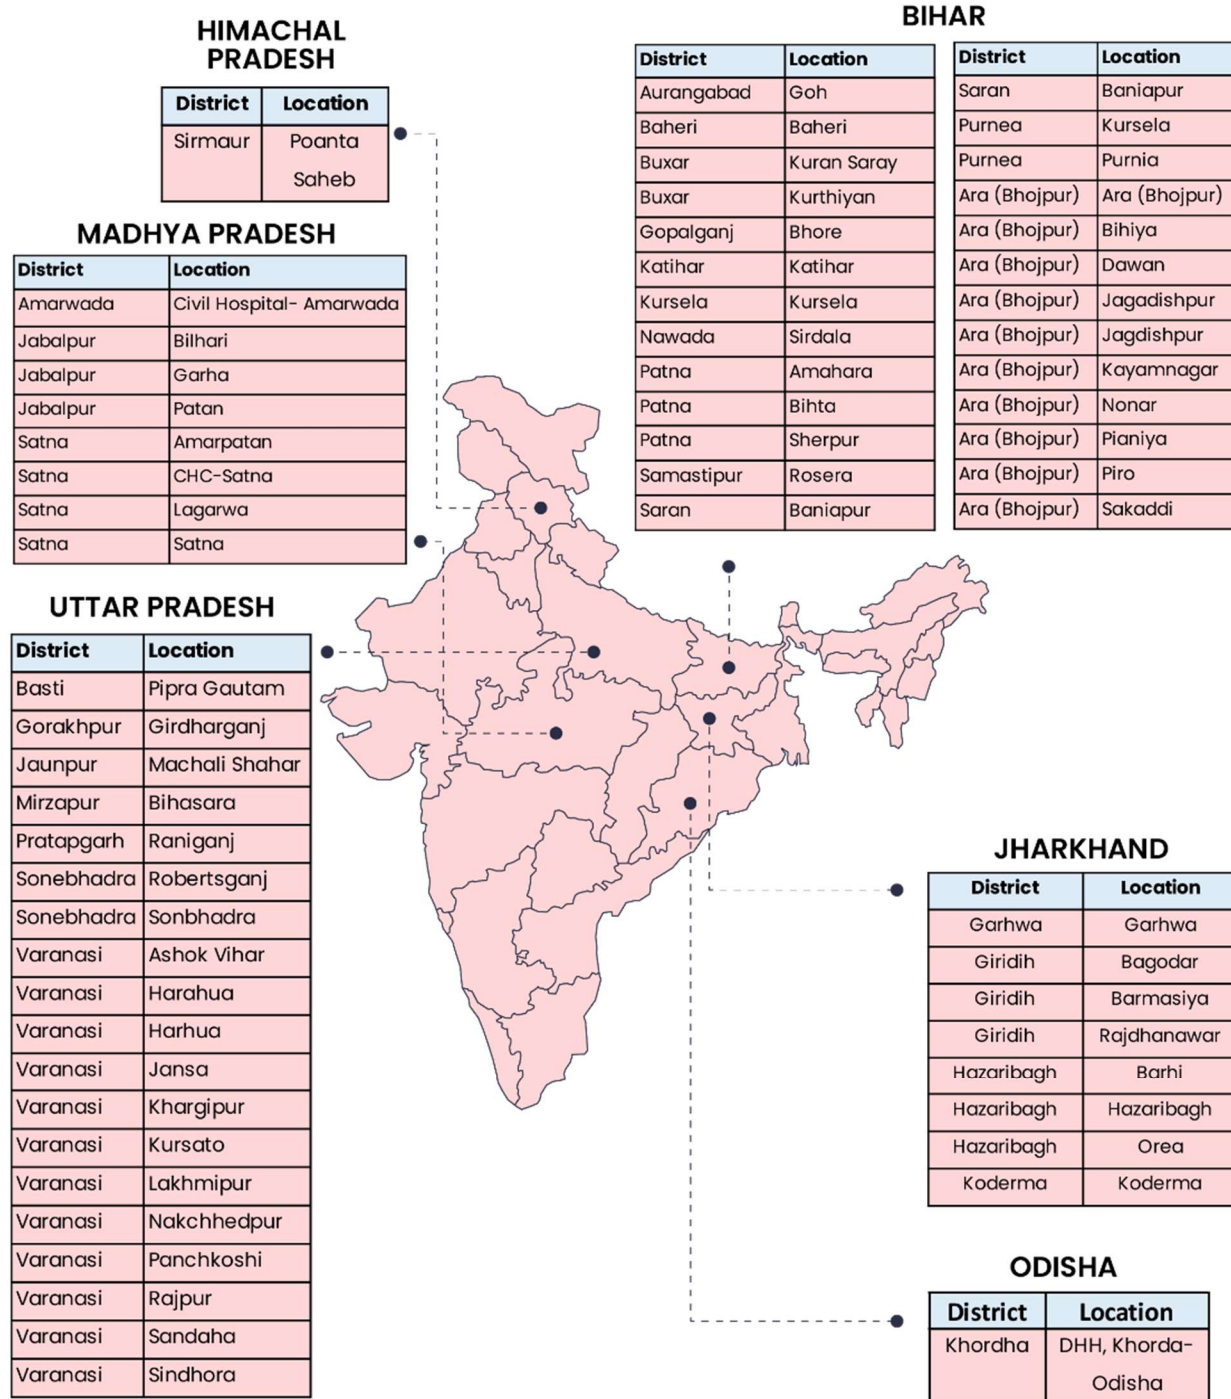 HIMACHAL
PRADESH
District Location
Sirmaur Poanta
Saheb
MADHYA PRADESH
District Location
Amarwada Civil Hospital- Amarwada
Jabalpur Bilhari
Jabalpur Garha
Jabalpur Patan
Satna Amarpatan
Satna CHC-Satna
Satna Lagarwa
Satna Satna
UTTAR PRADESH
District Location
Basti Pipra Gautam
Gorakhpur Girdharganj
Jaunpur Machali Shahar
Mirzapur Bihasara
Pratapgarh Raniganj
Sonebhadra Robertsganj
Sonebhadra Sonbhadra
Varanasi Ashok Vihar
Varanasi Harahua
Varanasi Harhua
Varanasi Jansa
Varanasi Khargipur
Varanasi Kursato
Varanasi Lakhmipur
Varanasi Nakchhedpur
Varanasi Panchkoshi
Varanasi Rajpur
Varanasi Sandaha
Varanasi Sindhora
BIHAR
District Location
Aurangabad Goh
Baheri Baheri
Buxar Kuran Saray
Buxar Kurthiyan
Gopalganj Bhore
Katihar Katihar
Kursela Kursela
Nawada Sirdala
Patna Amahara
Patna Bihta
Patna Sherpur
Samastipur Rosera
Saran Baniapur
District Location
Saran Baniapur
Purnea Kursela
Purnea Purnia
Ara (Bhojpur) Ara (Bhojpur)
Ara (Bhojpur) Bihiya
Ara (Bhojpur) Dawan
Ara (Bhojpur) Jagadishpur
Ara (Bhojpur) Jagdishpur
Ara (Bhojpur) Kayamnagar
Ara (Bhojpur) Nonar
Ara (Bhojpur) Pianiya
Ara (Bhojpur) Piro
Ara (Bhojpur) Sakaddi
JHARKHAND
District Location
Garhwa Garhwa
Giridih Bagodar
Giridih Barmasiya
Giridih Rajdhanawar
Hazaribagh Barhi
Hazaribagh Hazaribagh
Hazaribagh Orea
Koderma Koderma
ODISHA
District Location
Khordha DHH, Khorda-
Odisha